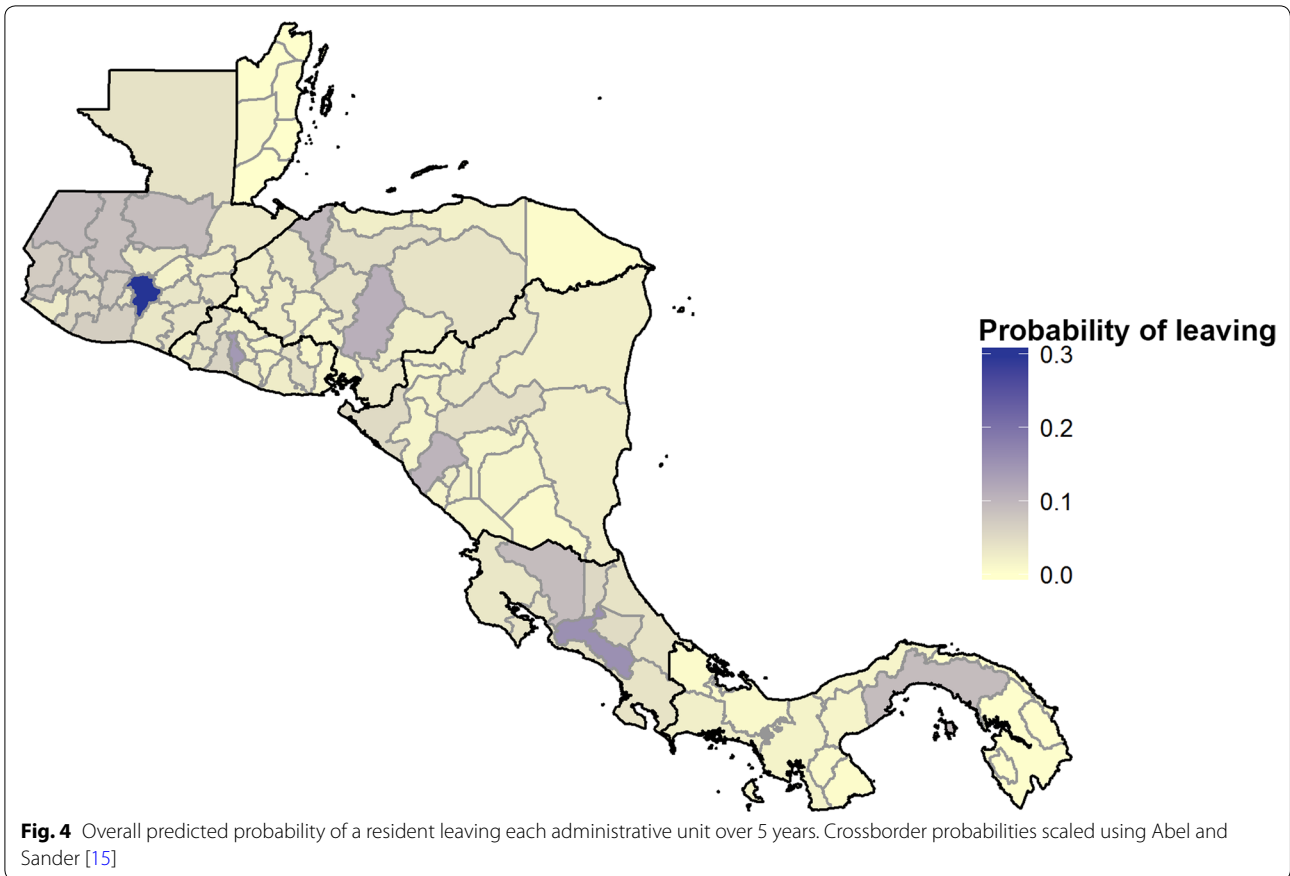 Probability of leaving
0.3
0.2
0.1
0.0
Fig. 4 Overall predicted probability of a resident leaving each administrative unit over 5 years. Crossborder probabilities scaled using Abel and
Sander [15]